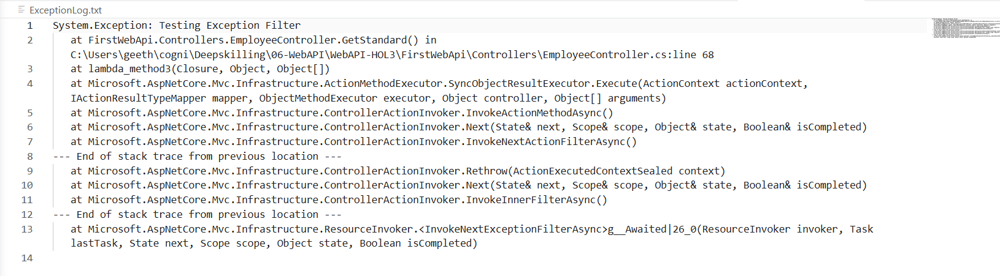 ExceptionLog.txt
1 System.Exception: Testing Exception Filter
2 at FirstWebApi.Controllers.EmployeeController.GetStandard() in
C:\Users\geeth\cogni\Deepskilling\06-WebAPI\WebAPI-HOL3\FirstWebApi\Controllers\EmployeeController.cs:line 68
3 at lambda_method3(Closure, Object, Object[])
4 at Microsoft.AspNetCore.Mvc.Infrastructure.ActionMethodExecutor.SyncObjectResultExecutor.Execute(ActionContext actionContext,
IActionResultTypeMapper mapper, ObjectMethodExecutor executor, Object controller, Object[] arguments)
5 at Microsoft.AspNetCore.Mvc.Infrastructure.ControllerActionInvoker.InvokeActionMethodAsync()
6 at Microsoft.AspNetCore.Mvc.Infrastructure.ControllerActionInvoker.Next(State& next, Scope& scope, Object& state, Boolean& isCompleted)
7 at Microsoft.AspNetCore.Mvc.Infrastructure.ControllerActionInvoker.InvokeNextActionFilterAsync()
8 --- End of stack trace from previous location ---
9 at Microsoft.AspNetCore.Mvc.Infrastructure.ControllerActionInvoker.Rethrow(ActionExecutedContextSealed context)
10 at Microsoft.AspNetCore.Mvc.Infrastructure.ControllerActionInvoker.Next(State& next, Scope& scope, Object& state, Boolean& isCompleted)
11 at Microsoft.AspNetCore.Mvc.Infrastructure.ControllerActionInvoker.InvokeInnerFilterAsync()
12 --- End of stack trace from previous location ---
13 at Microsoft.AspNetCore.Mvc.Infrastructure.ResourceInvoker.<InvokeNextExceptionFilterAsync>g__Awaited|26_0(ResourceInvoker invoker, Task
lastTask, State next, Scope scope, Object state, Boolean isCompleted)
14